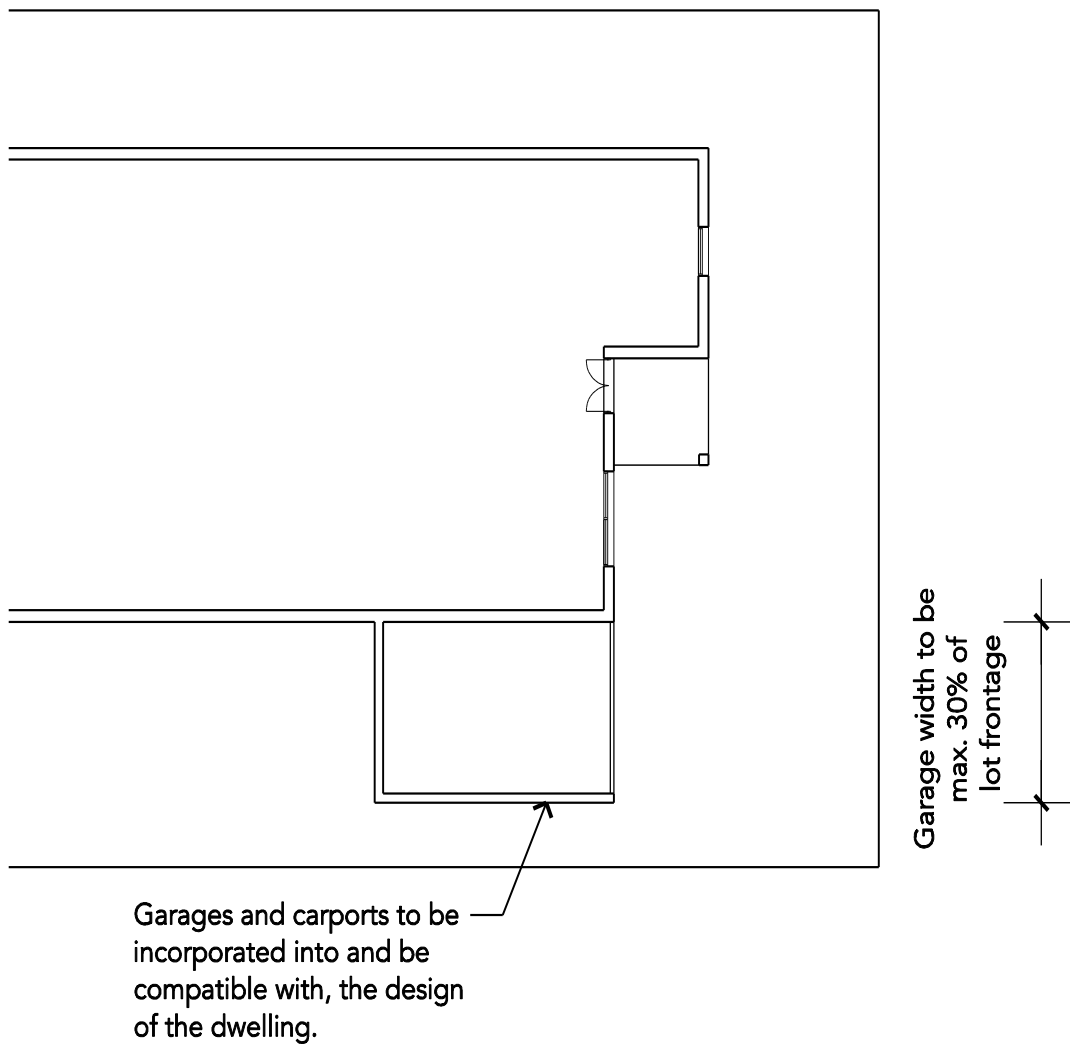 Garage width to be
max. 30% of
lot frontage
Garages and carports to be
incorporated into and be
compatible with, the design
of the dwelling.